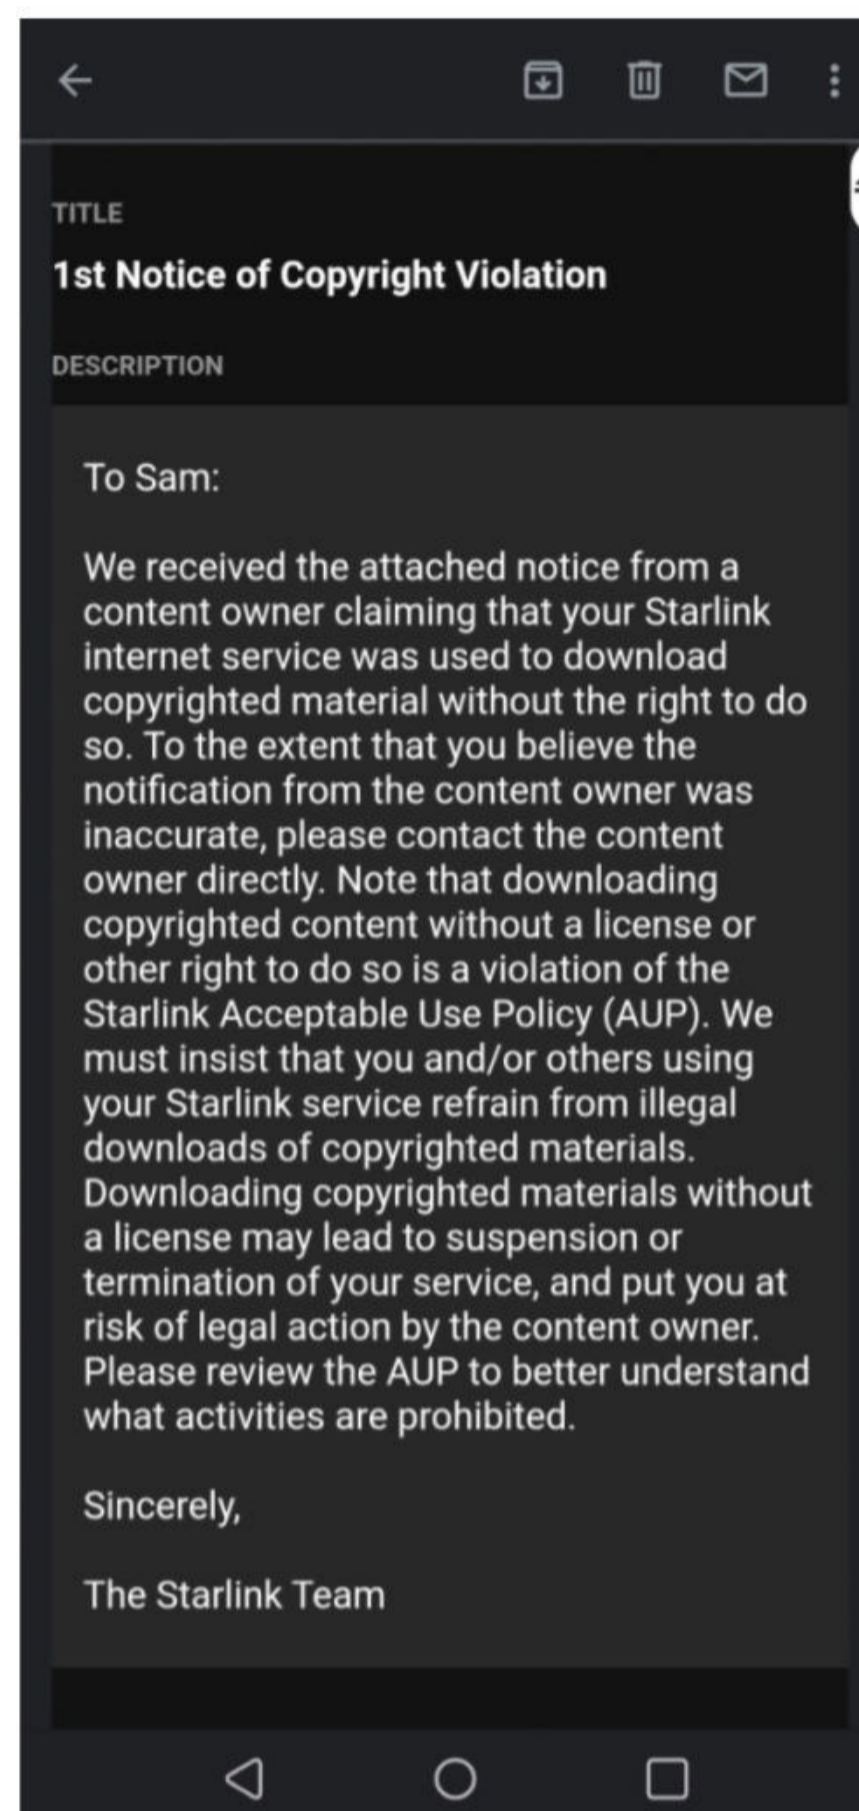 TITLE
1st Notice of Copyright Violation
DESCRIPTION
To Sam:
We received the attached notice from a
content owner claiming that your Starlink
internet service was used to download
copyrighted material without the right to do
so. To the extent that you believe the
notification from the content owner was
inaccurate, please contact the content
owner directly. Note that downloading
copyrighted content without a license or
other right to do so is a violation of the
Starlink Acceptable Use Policy (AUP). We
must insist that you and/or others using
your Starlink service refrain from illegal
downloads of copyrighted materials.
Downloading copyrighted materials without
a license may lead to suspension or
termination of your service, and put you at
risk of legal action by the content owner.
Please review the AUP to better understand
what activities are prohibited.
Sincerely,
The Starlink Team